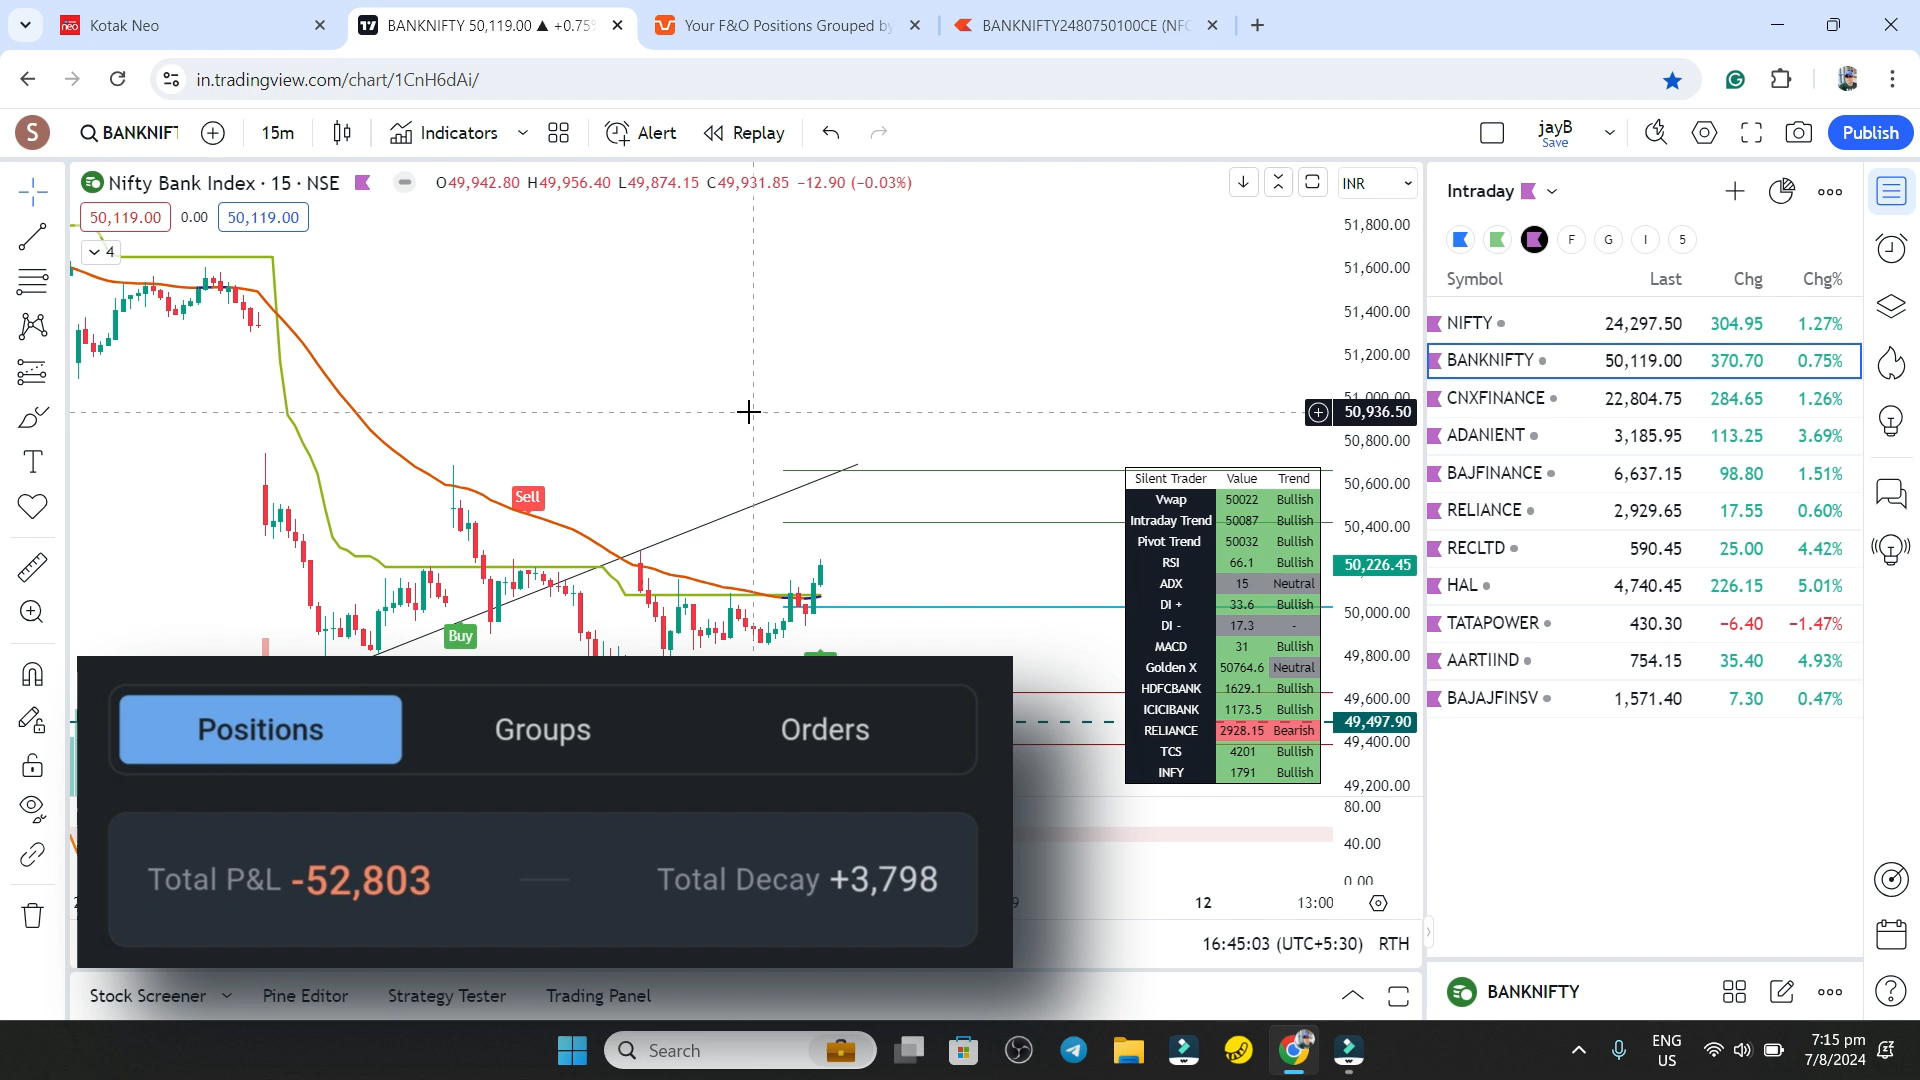 Kotak Neo
BANKNIFTY 50,119.00 ▲ +0.75
Your F&O Positions Grouped by
BANKNIFTY2480750100CE (NFO
in.tradingview.com/chart/1CnH6dAi/
S
BANKNIFT
15m
Indicators
Alert
Replay
jayB
Save
Publish
Nifty Bank Index · 15 · NSE
O49,942.80 H49,956.40 L49,874.15 C49,931.85 −12.90 (−0.03%)
50,119.00
0.00
50,119.00
4
Sell
Buy
INR
51,800.00
51,600.00
51,400.00
51,200.00
51,000.00
50,936.50
50,800.00
50,600.00
50,400.00
50,226.45
50,000.00
49,800.00
49,600.00
49,497.90
49,400.00
49,200.00
80.00
40.00
0.00
Silent Trader Value Trend
Vwap 50022 Bullish
Intraday Trend 50087 Bullish
Pivot Trend 50032 Bullish
RSI 66.1 Bullish
ADX 15 Neutral
DI + 33.6 Bullish
DI - 17.3 -
MACD 31 Bullish
Golden X 50764.6 Neutral
HDFCBANK 1629.1 Bullish
ICICIBANK 1173.5 Bullish
RELIANCE 2928.15 Bearish
TCS 4201 Bullish
INFY 1791 Bullish
Positions
Groups
Orders
Total P&L -52,803
Total Decay +3,798
12
13:00
16:45:03 (UTC+5:30)
RTH
Stock Screener
Pine Editor
Strategy Tester
Trading Panel
Intraday
F G I 5
Symbol Last Chg Chg%
NIFTY 24,297.50 304.95 1.27%
BANKNIFTY 50,119.00 370.70 0.75%
CNXFINANCE 22,804.75 284.65 1.26%
ADANIENT 3,185.95 113.25 3.69%
BAJFINANCE 6,637.15 98.80 1.51%
RELIANCE 2,929.65 17.55 0.60%
RECLTD 590.45 25.00 4.42%
HAL 4,740.45 226.15 5.01%
TATAPOWER 430.30 −6.40 −1.47%
AARTIIND 754.15 35.40 4.93%
BAJAJFINSV 1,571.40 7.30 0.47%
BANKNIFTY
Search
ENG
US
7:15 pm
7/8/2024